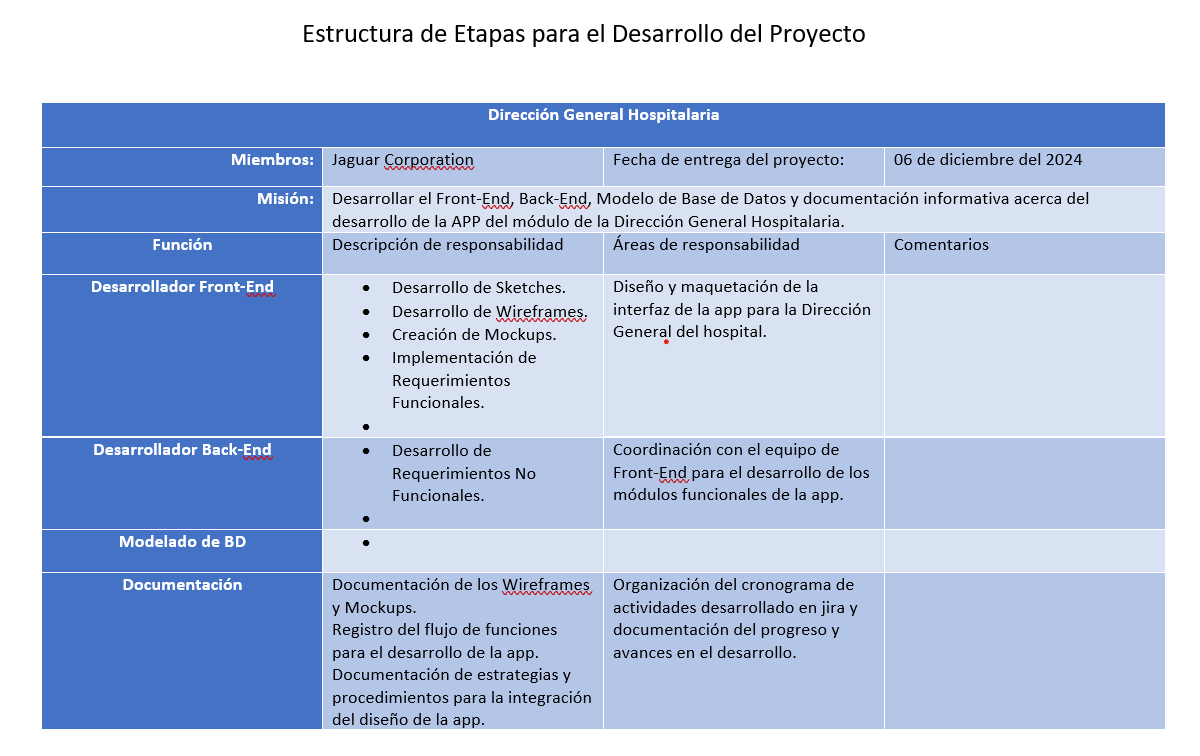 Estructura de Etapas para el Desarrollo del Proyecto
Dirección General Hospitalaria
Miembros: Jaguar Corporation Fecha de entrega del proyecto: 06 de diciembre del 2024
Misión: Desarrollar el Front-End, Back-End, Modelo de Base de Datos y documentación informativa acerca del
desarrollo de la APP del módulo de la Dirección General Hospitalaria.
Función Descripción de responsabilidad Áreas de responsabilidad Comentarios
Desarrollador Front-End
• Desarrollo de Sketches.
• Desarrollo de Wireframes.
• Creación de Mockups.
• Implementación de
Requerimientos
Funcionales.
•
Diseño y maquetación de la
interfaz de la app para la Dirección
General del hospital.
Desarrollador Back-End
• Desarrollo de
Requerimientos No
Funcionales.
•
Coordinación con el equipo de
Front-End para el desarrollo de los
módulos funcionales de la app.
Modelado de BD
•
Documentación
Documentación de los Wireframes
y Mockups.
Registro del flujo de funciones
para el desarrollo de la app.
Documentación de estrategias y
procedimientos para la integración
del diseño de la app.
Organización del cronograma de
actividades desarrollado en jira y
documentación del progreso y
avances en el desarrollo.